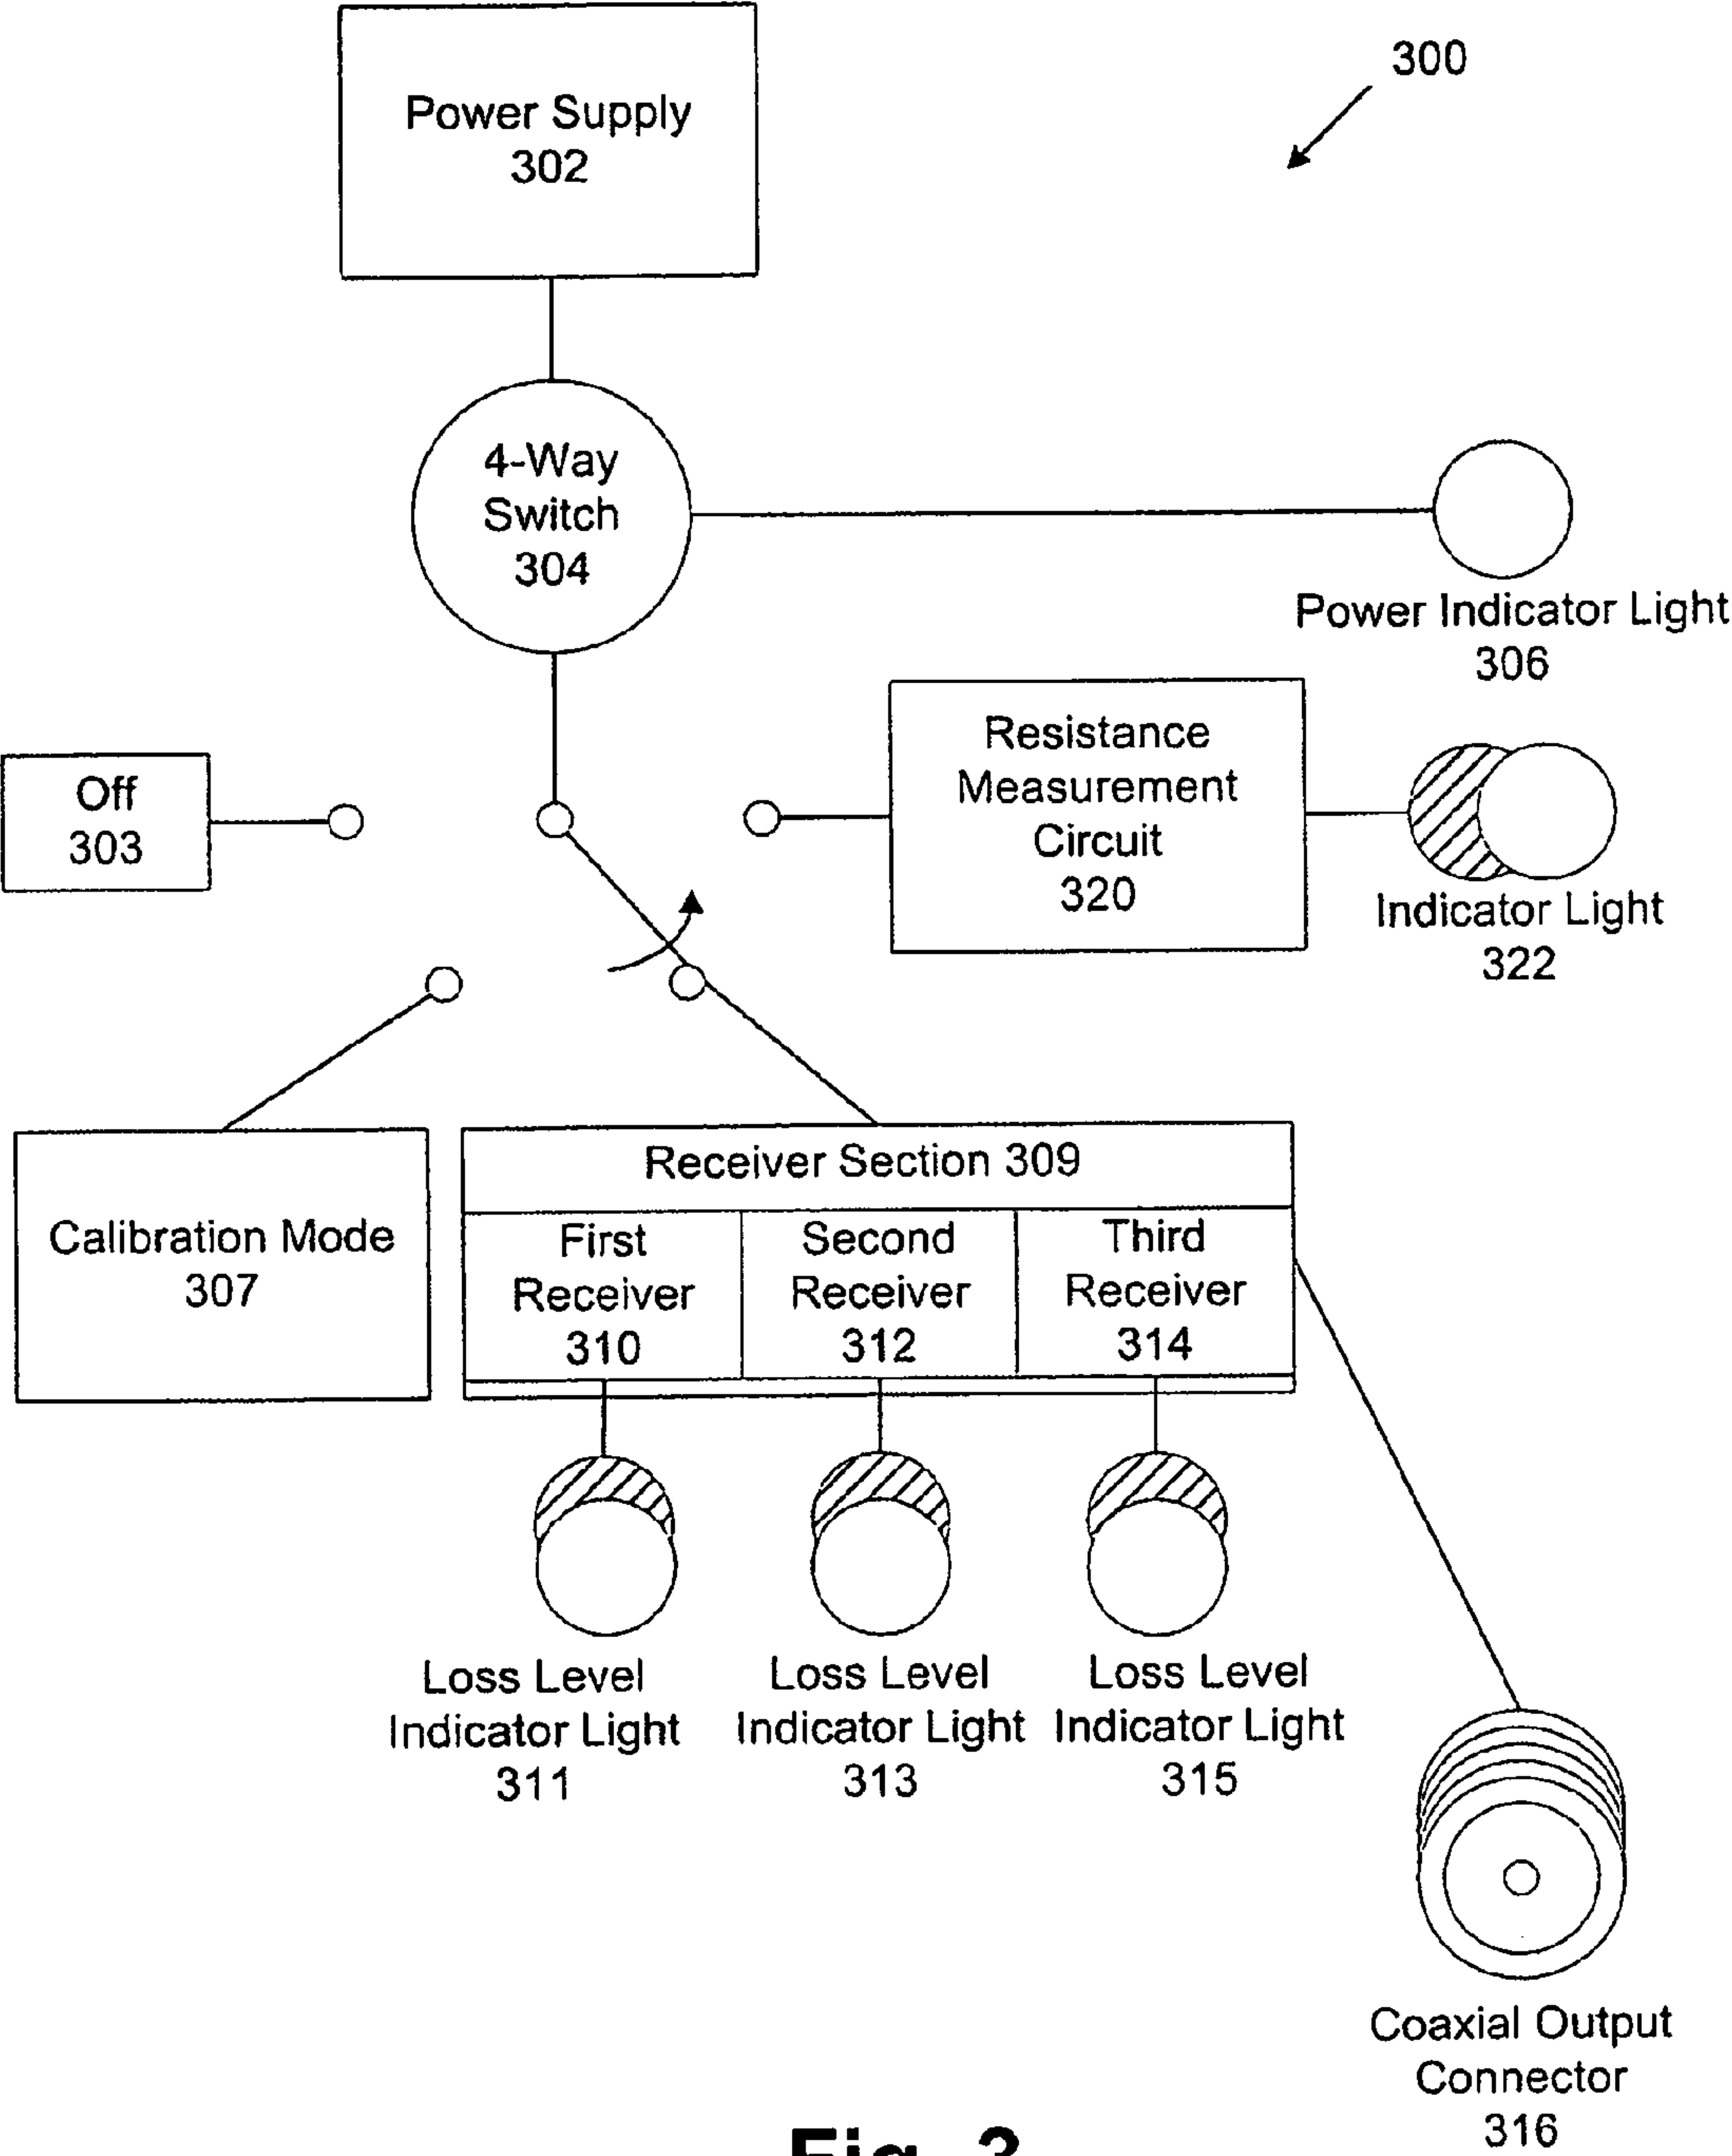 300
Power Supply
302
4-Way
Switch
304
Power Indicator Light
306
Off
303
Resistance
Measurement
Circuit
320
Indicator Light
322
Calibration Mode
307
Receiver Section 309
First
Receiver
310
Second
Receiver
312
Third
Receiver
314
Loss Level
Indicator Light
311
Loss Level
Indicator Light
313
Loss Level
Indicator Light
315
Coaxial Output
Connector
316